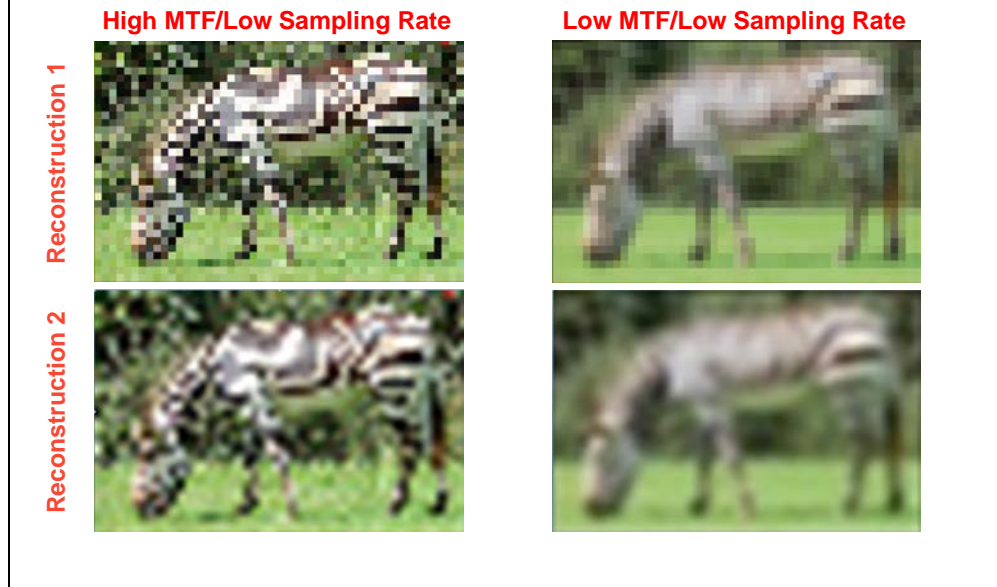 High MTF/Low Sampling Rate
Low MTF/Low Sampling Rate
Reconstruction 1
Reconstruction 2